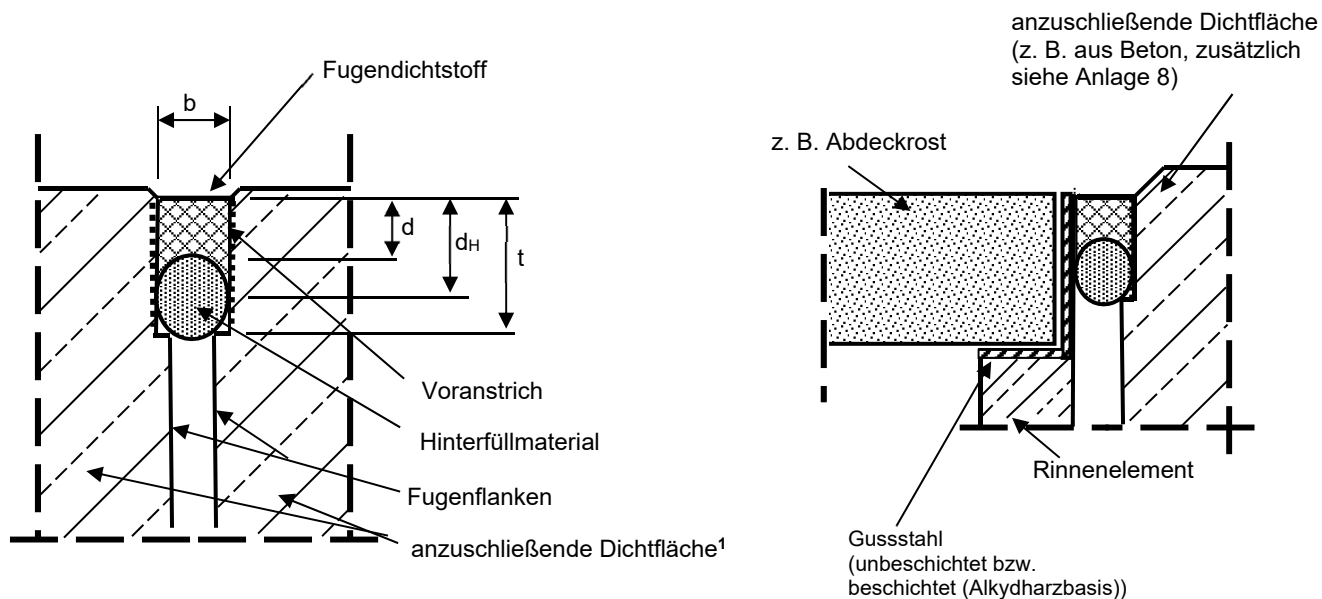 Fugendichtstoff
b
d
dH
t
Voranstrich
Hinterfüllmaterial
Fugenflanken
anzuschließende Dichtfläche¹
anzuschließende Dichtfläche
(z. B. aus Beton, zusätzlich
siehe Anlage 8)
z. B. Abdeckrost
Rinnenelement
Gussstahl
(unbeschichtet bzw.
beschichtet (Alkydharzbasis))